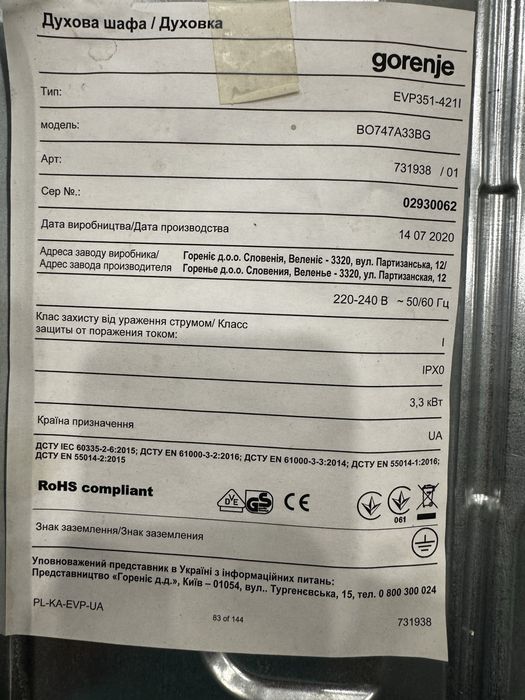 Духова шафа / Духовка
gorenje
Тип: EVP351-421I
модель: BO747A33BG
Арт: 731938 / 01
Сер №.: 02930062
Дата виробництва/Дата производства 14 07 2020
Адреса заводу виробника/ Гореніє д.о.о. Словенія, Веленіє - 3320, вул. Партизанська, 12/
Адрес завода производителя Горенье д.о.о. Словения, Веленье - 3320, ул. Партизанская, 12
220-240 В ~ 50/60 Гц
Клас захисту від ураження струмом/ Класс
защиты от поражения током: I
IPX0
3,3 кВт
Країна призначення UA
ДСТУ IEC 60335-2-6:2015; ДСТУ EN 61000-3-2:2016; ДСТУ EN 61000-3-3:2014; ДСТУ EN 55014-1:2016;
ДСТУ EN 55014-2:2015
RoHS compliant DVE GS CE 061
Знак заземлення/Знак заземления
Уповноважений представник в Україні з інформаційних питань:
Представництво «Гореніє д.д.», Київ – 01054, вул.. Тургенєвська, 15, тел. 0 800 300 024
PL-KA-EVP-UA 83 of 144 731938